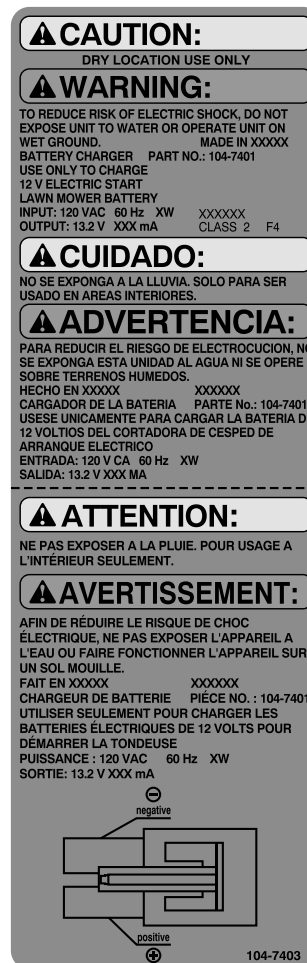 CAUTION:
DRY LOCATION USE ONLY
WARNING:
TO REDUCE RISK OF ELECTRIC SHOCK, DO NOT
EXPOSE UNIT TO WATER OR OPERATE UNIT ON
WET GROUND. MADE IN XXXXX
BATTERY CHARGER PART NO.: 104-7401
USE ONLY TO CHARGE
12 V ELECTRIC START
LAWN MOWER BATTERY
INPUT: 120 VAC 60 Hz XW XXXXXX
OUTPUT: 13.2 V XXX mA CLASS 2 F4
CUIDADO:
NO SE EXPONGA A LA LLUVIA. SOLO PARA SER
USADO EN AREAS INTERIORES.
ADVERTENCIA:
PARA REDUCIR EL RIESGO DE ELECTROCUCION, NO
SE EXPONGA ESTA UNIDAD AL AGUA NI SE OPERE
SOBRE TERRENOS HUMEDOS.
HECHO EN XXXXX XXXXXX
CARGADOR DE LA BATERIA PARTE No.: 104-7401
USESE UNICAMENTE PARA CARGAR LA BATERIA D
12 VOLTIOS DEL CORTADORA DE CESPED DE
ARRANQUE ELECTRICO
ENTRADA: 120 V CA 60 Hz XW
SALIDA: 13.2 V XXX MA
ATTENTION:
NE PAS EXPOSER A LA PLUIE. POUR USAGE A
L'INTÉRIEUR SEULEMENT.
AVERTISSEMENT:
AFIN DE RÉDUIRE LE RISQUE DE CHOC
ÉLECTRIQUE, NE PAS EXPOSER L'APPAREIL A
L'EAU OU FAIRE FONCTIONNER L'APPAREIL SUR
UN SOL MOUILLE.
FAIT EN XXXXX XXXXXX
CHARGEUR DE BATTERIE PIÉCE NO. : 104-7401
UTILISER SEULEMENT POUR CHARGER LES
BATTERIES ÉLECTRIQUES DE 12 VOLTS POUR
DÉMARRER LA TONDEUSE
PUISSANCE : 120 VAC 60 Hz XW
SORTIE: 13.2 V XXX mA
negative
positive
104-7403